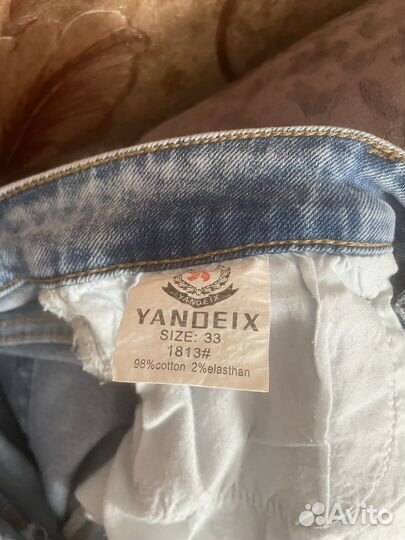 YANDEIX
YANDEIX
SIZE: 33
1813#
98%cotton 2%elasthan
Avito